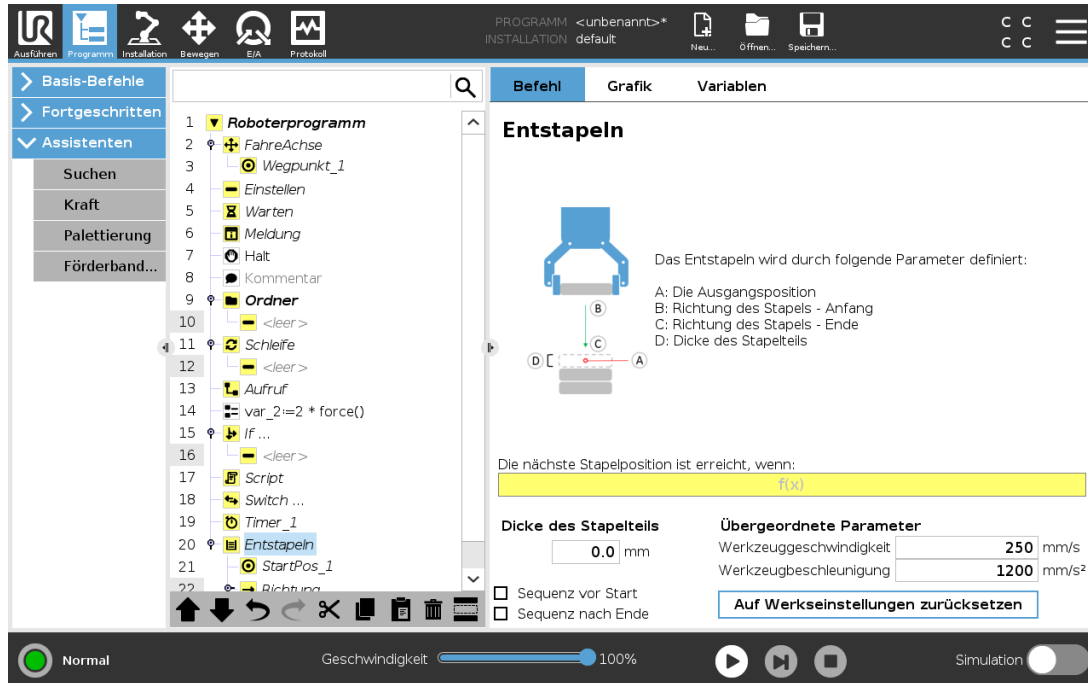 UR
PROGRAMM <unbenannt>*
INSTALLATION default
Ausführen Programm Installation Bewegen E/A Protokoll
Neu... Öffnen... Speichern...
C C
C C
Basis-Befehle
Fortgeschritten
Assistenten
Suchen
Kraft
Palettierung
Förderband...
1 Roboterprogramm
2 FahreAchse
3 Wegpunkt_1
4 Einstellen
5 Warten
6 Meldung
7 Halt
8 Kommentar
9 Ordner
10 <leer>
11 Schleife
12 <leer>
13 Aufruf
14 var_2:=2 * force()
15 If ...
16 <leer>
17 Script
18 Switch ...
19 Timer_1
20 Entstapeln
21 StartPos_1
22 Richtung
Befehl Grafik Variablen
Entstapeln
B
C
D
A
Das Entstapeln wird durch folgende Parameter definiert:
A: Die Ausgangsposition
B: Richtung des Stapels - Anfang
C: Richtung des Stapels - Ende
D: Dicke des Stapelteils
Die nächste Stapelposition ist erreicht, wenn:
f(x)
Dicke des Stapelteils
0.0 mm
Sequenz vor Start
Sequenz nach Ende
Übergeordnete Parameter
Werkzeuggeschwindigkeit 250 mm/s
Werkzeugbeschleunigung 1200 mm/s²
Auf Werkseinstellungen zurücksetzen
Normal
Geschwindigkeit 100%
Simulation